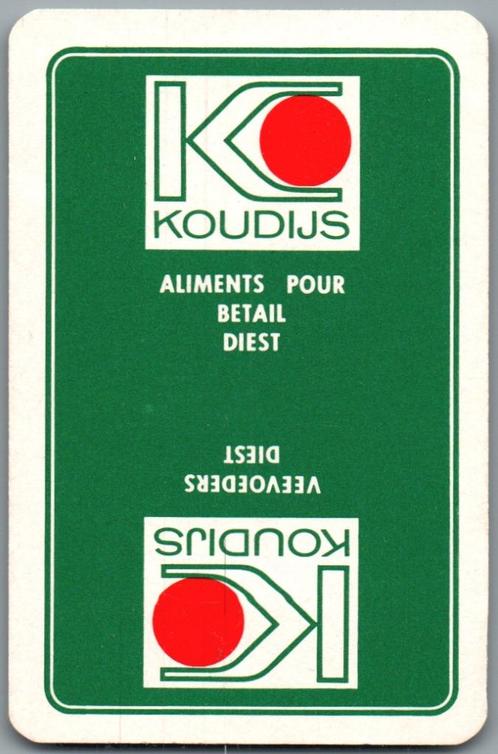 KOUDIJS
ALIMENTS POUR
BETAIL
DIEST
KOUDIJS
VEEVOEDERS
DIEST